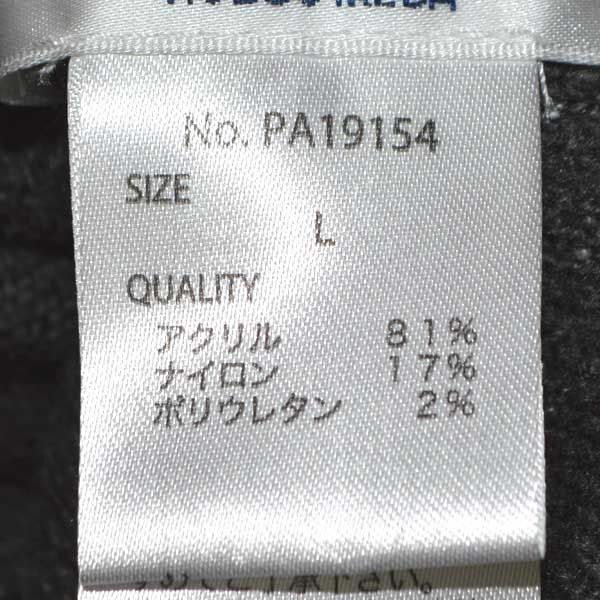 No. PA19154
SIZE
L
QUALITY
アクリル 81%
ナイロン 17%
ポリウレタン 2%